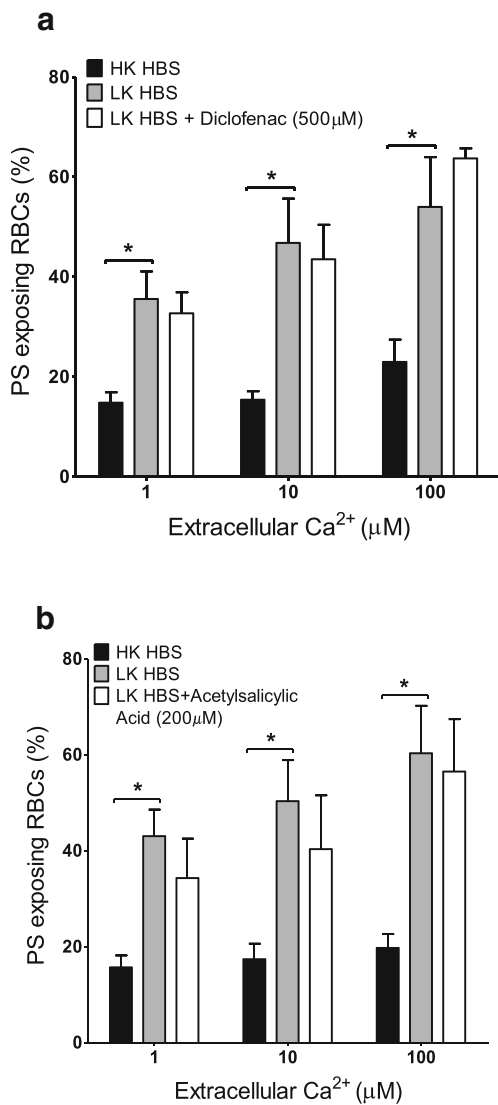 a
HK HBS
LK HBS
LK HBS + Diclofenac (500μM)
PS exposing RBCs (%)
80
60
40
20
0
*
*
*
1
10
100
Extracellular Ca²⁺ (μM)
b
HK HBS
LK HBS
LK HBS+Acetylsalicylic
Acid (200μM)
PS exposing RBCs (%)
80
60
40
20
0
*
*
*
1
10
100
Extracellular Ca²⁺ (μM)